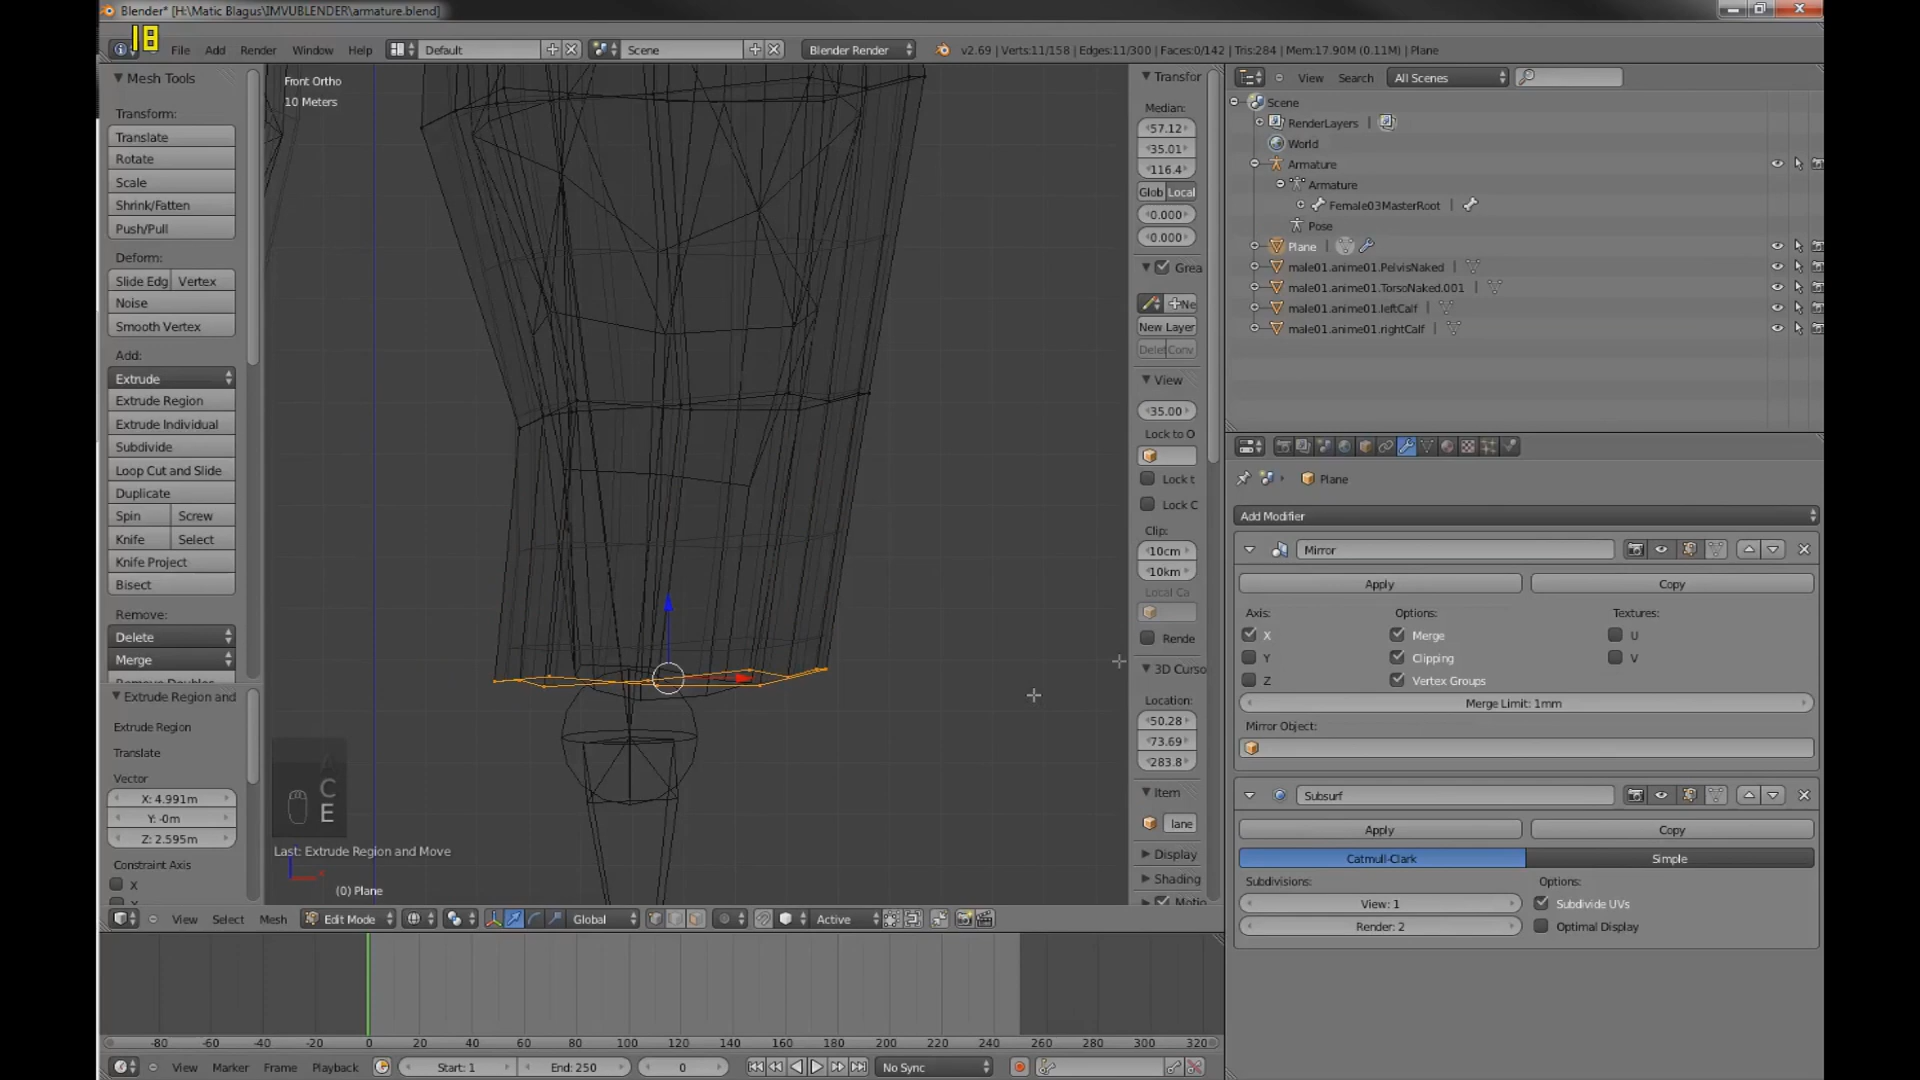 Blender* [H:\Matic Blagus\IMVUBLENDER\armature.blend]
18
File Add Render Window Help Default Scene Blender Render v2.69 | Verts:11/158 | Edges:11/300 | Faces:0/142 | Tris:284 | Mem:17.90M (0.11M) | Plane
Mesh Tools
Transform:
Translate
Rotate
Scale
Shrink/Fatten
Push/Pull
Deform:
Slide Edg Vertex
Noise
Smooth Vertex
Add:
Extrude
Extrude Region
Extrude Individual
Subdivide
Loop Cut and Slide
Duplicate
Spin Screw
Knife Select
Knife Project
Bisect
Remove:
Delete
Merge
Remove Doubles
Extrude Region and
Extrude Region
Translate
Vector
X: 4.991m
Y: -0m
Z: 2.595m
Constraint Axis
X
Front Ortho
10 Meters
C
E
Last: Extrude Region and Move
(0) Plane
View Select Mesh Edit Mode Global Active
Transfor
Median:
57.12
35.01
116.4
Glob Local
0.000
0.000
Grea
Ne
New Layer
Delet Conv
View
35.00
Lock to O
Lock t
Lock C
Clip:
10cm
10km
Local Ca
Rende
3D Curso
Location:
50.28
73.69
283.8
Item
lane
Display
Shading
Motio
View Search All Scenes
Scene
RenderLayers
World
Armature
Armature
Female03MasterRoot
Pose
Plane
male01.anime01.PelvisNaked
male01.anime01.TorsoNaked.001
male01.anime01.leftCalf
male01.anime01.rightCalf
Plane
Add Modifier
Mirror
Apply Copy
Axis: Options: Textures:
X Merge U
Y Clipping V
Z Vertex Groups
Merge Limit: 1mm
Mirror Object:
Subsurf
Apply Copy
Catmull-Clark Simple
Subdivisions: Options:
View: 1 Subdivide UVs
Render: 2 Optimal Display
-80 -60 -40 -20 0 20 40 60 80 100 120 140 160 180 200 220 240 260 280 300 320
View Marker Frame Playback Start: 1 End: 250 0 No Sync